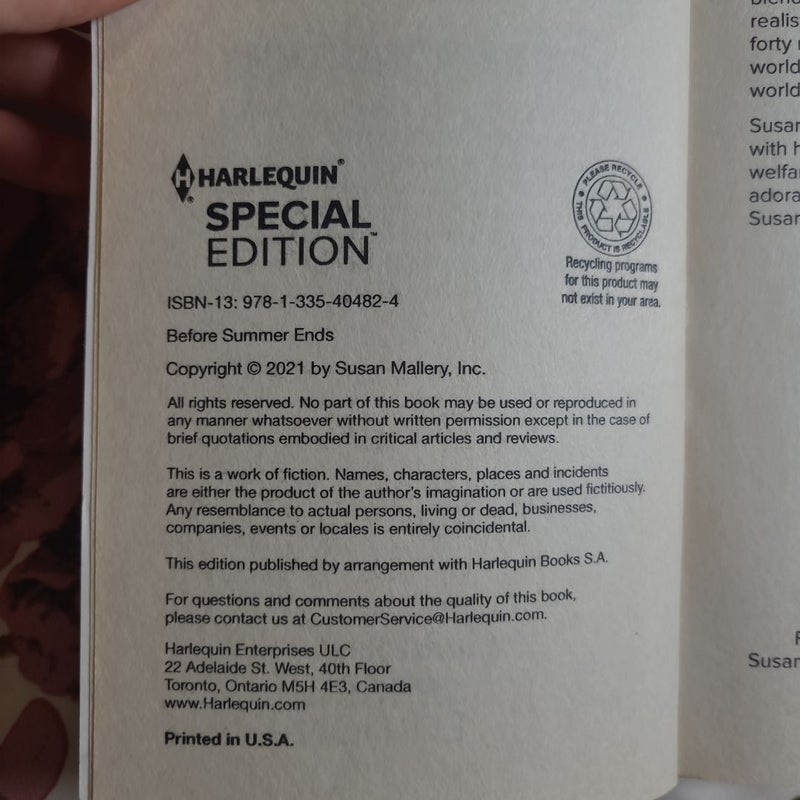 HARLEQUIN®
SPECIAL
EDITION™
PLEASE RECYCLE
THIS PRODUCT IS RECYCLABLE
Recycling programs
for this product may
not exist in your area.
ISBN-13: 978-1-335-40482-4
Before Summer Ends
Copyright © 2021 by Susan Mallery, Inc.
All rights reserved. No part of this book may be used or reproduced in
any manner whatsoever without written permission except in the case of
brief quotations embodied in critical articles and reviews.
This is a work of fiction. Names, characters, places and incidents
are either the product of the author's imagination or are used fictitiously.
Any resemblance to actual persons, living or dead, businesses,
companies, events or locales is entirely coincidental.
This edition published by arrangement with Harlequin Books S.A.
For questions and comments about the quality of this book,
please contact us at CustomerService@Harlequin.com.
Harlequin Enterprises ULC
22 Adelaide St. West, 40th Floor
Toronto, Ontario M5H 4E3, Canada
www.Harlequin.com
Printed in U.S.A.
forty
world
world
with